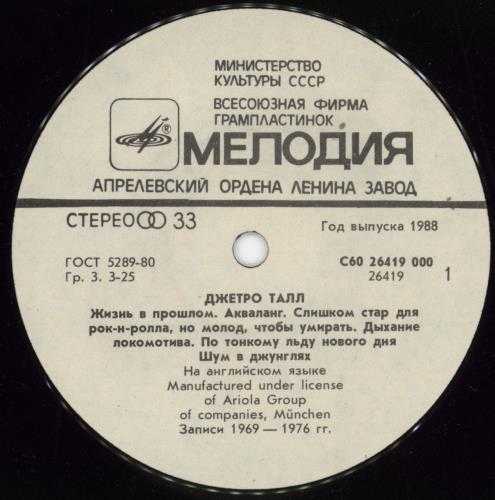 МИНИСТЕРСТВО
КУЛЬТУРЫ СССР
ВСЕСОЮЗНАЯ ФИРМА
ГРАМПЛАСТИНОК
®
МЕЛОДИЯ
АПРЕЛЕВСКИЙ ОРДЕНА ЛЕНИНА ЗАВОД
СТЕРЕО 33
Год выпуска 1988
ГОСТ 5289-80
С60 26419 000
Гр. 3. 3-25
26419 1
ДЖЕТРО ТАЛЛ
Жизнь в прошлом. Акваланг. Слишком стар для
рок-н-ролла, но молод, чтобы умирать. Дыхание
локомотива. По тонкому льду нового дня
Шум в джунглях
На английском языке
Manufactured under license
of Ariola Group
of companies, München
Записи 1969 — 1976 гг.